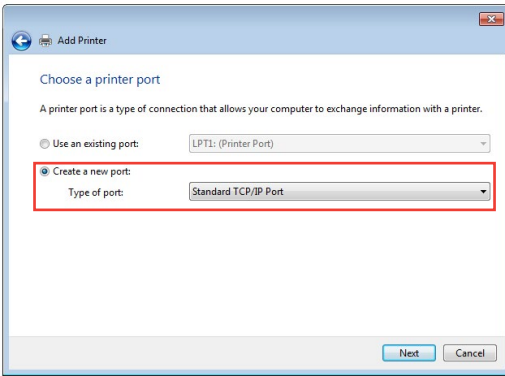 Add Printer
Choose a printer port
A printer port is a type of connection that allows your computer to exchange information with a printer.
Use an existing port: LPT1: (Printer Port)
Create a new port:
Type of port: Standard TCP/IP Port
Next Cancel